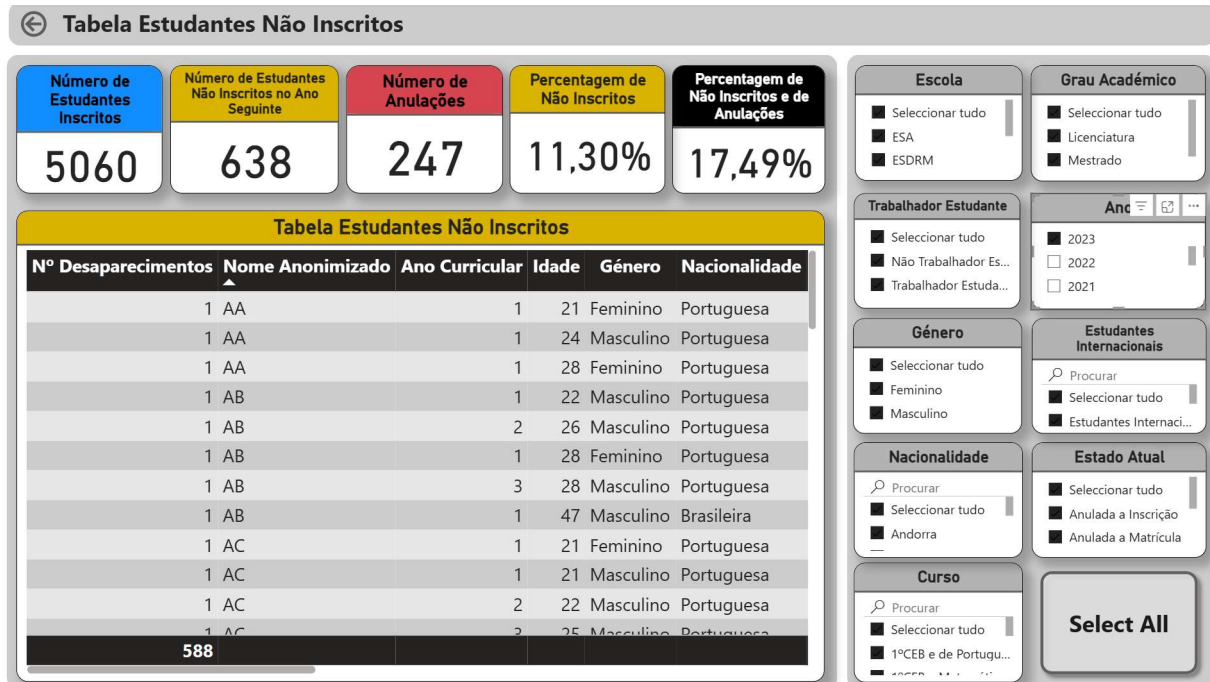 Tabela Estudantes Não Inscritos
Número de
Estudantes
Inscritos
5060
Número de Estudantes
Não Inscritos no Ano
Seguinte
638
Número de
Anulações
247
Percentagem de
Não Inscritos
11,30%
Percentagem de
Não Inscritos e de
Anulações
17,49%
Tabela Estudantes Não Inscritos
Nº Desaparecimentos Nome Anonimizado Ano Curricular Idade Género Nacionalidade
1 AA 1 21 Feminino Portuguesa
1 AA 1 24 Masculino Portuguesa
1 AA 1 28 Feminino Portuguesa
1 AB 1 22 Masculino Portuguesa
1 AB 2 26 Masculino Portuguesa
1 AB 1 28 Feminino Portuguesa
1 AB 3 28 Masculino Portuguesa
1 AB 1 47 Masculino Brasileira
1 AC 1 21 Feminino Portuguesa
1 AC 1 21 Masculino Portuguesa
1 AC 2 22 Masculino Portuguesa
1 AC 25 Masculino Portuguesa
588
Escola
Seleccionar tudo
ESA
ESDRM
Grau Académico
Seleccionar tudo
Licenciatura
Mestrado
Trabalhador Estudante
Seleccionar tudo
Não Trabalhador Es...
Trabalhador Estuda...
2023
2022
2021
Género
Seleccionar tudo
Feminino
Masculino
Estudantes
Internacionais
Procurar
Seleccionar tudo
Estudantes Internaci...
Nacionalidade
Procurar
Seleccionar tudo
Andorra
Estado Atual
Seleccionar tudo
Anulada a Inscrição
Anulada a Matrícula
Curso
Procurar
Seleccionar tudo
1ºCEB e de Portugu...
Select All